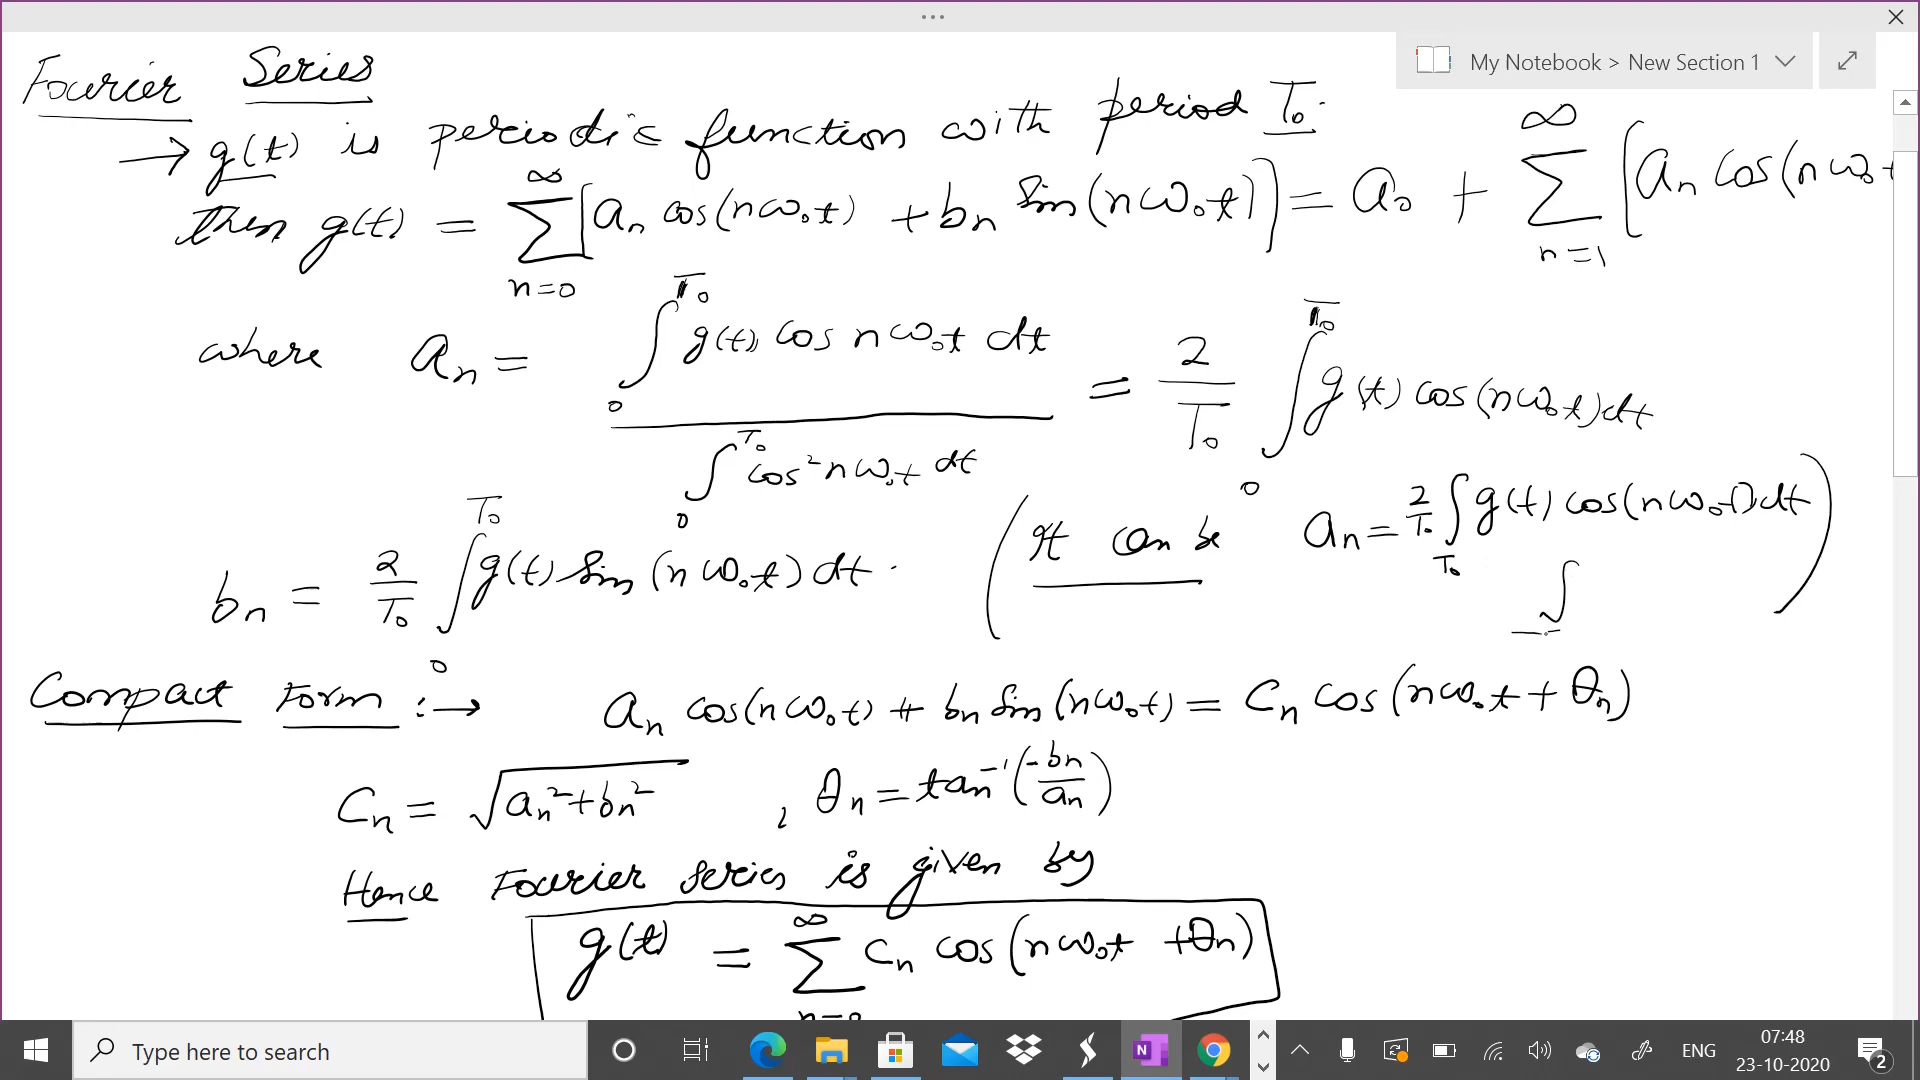 My Notebook > New Section 1
Fourier Series
→ g(t) is periodic function with period T₀.
then g(t) = ∑_{n=0}^{∞} [aₙ cos(nω₀t) + bₙ sin(nω₀t)] = a₀ + ∑_{n=1}^{∞} [aₙ cos(nω₀t
where aₙ = ∫₀^{T₀} g(t) cos nω₀t dt / ∫₀^{T₀} cos² nω₀t dt = 2/T₀ ∫₀^{T₀} g(t) cos(nω₀t) dt
bₙ = 2/T₀ ∫₀^{T₀} g(t) sin(nω₀t) dt. (It can be aₙ = 2/T₀ ∫_{T₀} g(t) cos(nω₀t) dt
∫ )
Compact Form :→ aₙ cos(nω₀t) + bₙ sin(nω₀t) = Cₙ cos(nω₀t + θₙ)
Cₙ = √(aₙ² + bₙ²) , θₙ = tan⁻¹(-bₙ/aₙ)
Hence Fourier series is given by
g(t) = ∑_{n=0}^{∞} Cₙ cos(nω₀t + θₙ)
Type here to search
ENG
07:48
23-10-2020
2